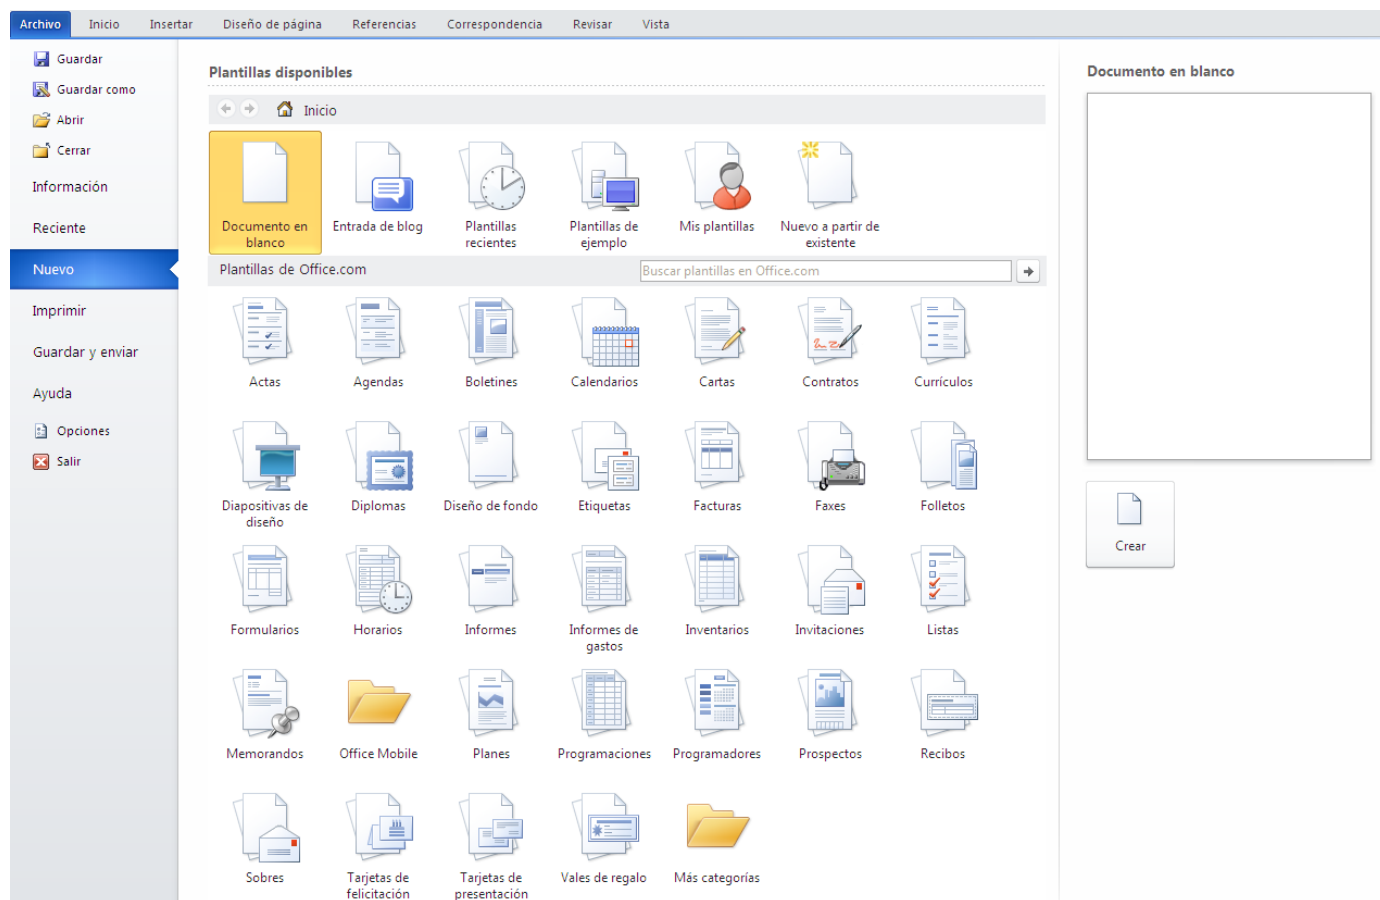 Archivo Inicio Insertar Diseño de página Referencias Correspondencia Revisar Vista
Guardar
Guardar como
Abrir
Cerrar
Información
Reciente
Nuevo
Imprimir
Guardar y enviar
Ayuda
Opciones
Salir
Plantillas disponibles
Inicio
Documento en blanco
Entrada de blog
Plantillas recientes
Plantillas de ejemplo
Mis plantillas
Nuevo a partir de existente
Plantillas de Office.com
Buscar plantillas en Office.com
Actas Agendas Boletines Calendarios Cartas Contratos Currículos
Diapositivas de diseño
Diplomas Diseño de fondo Etiquetas Facturas Faxes Folletos
Formularios Horarios Informes
Informes de gastos
Inventarios Invitaciones Listas
Memorandos Office Mobile Planes Programaciones Programadores Prospectos Recibos
Sobres
Tarjetas de felicitación
Tarjetas de presentación
Vales de regalo Más categorías
Documento en blanco
Crear